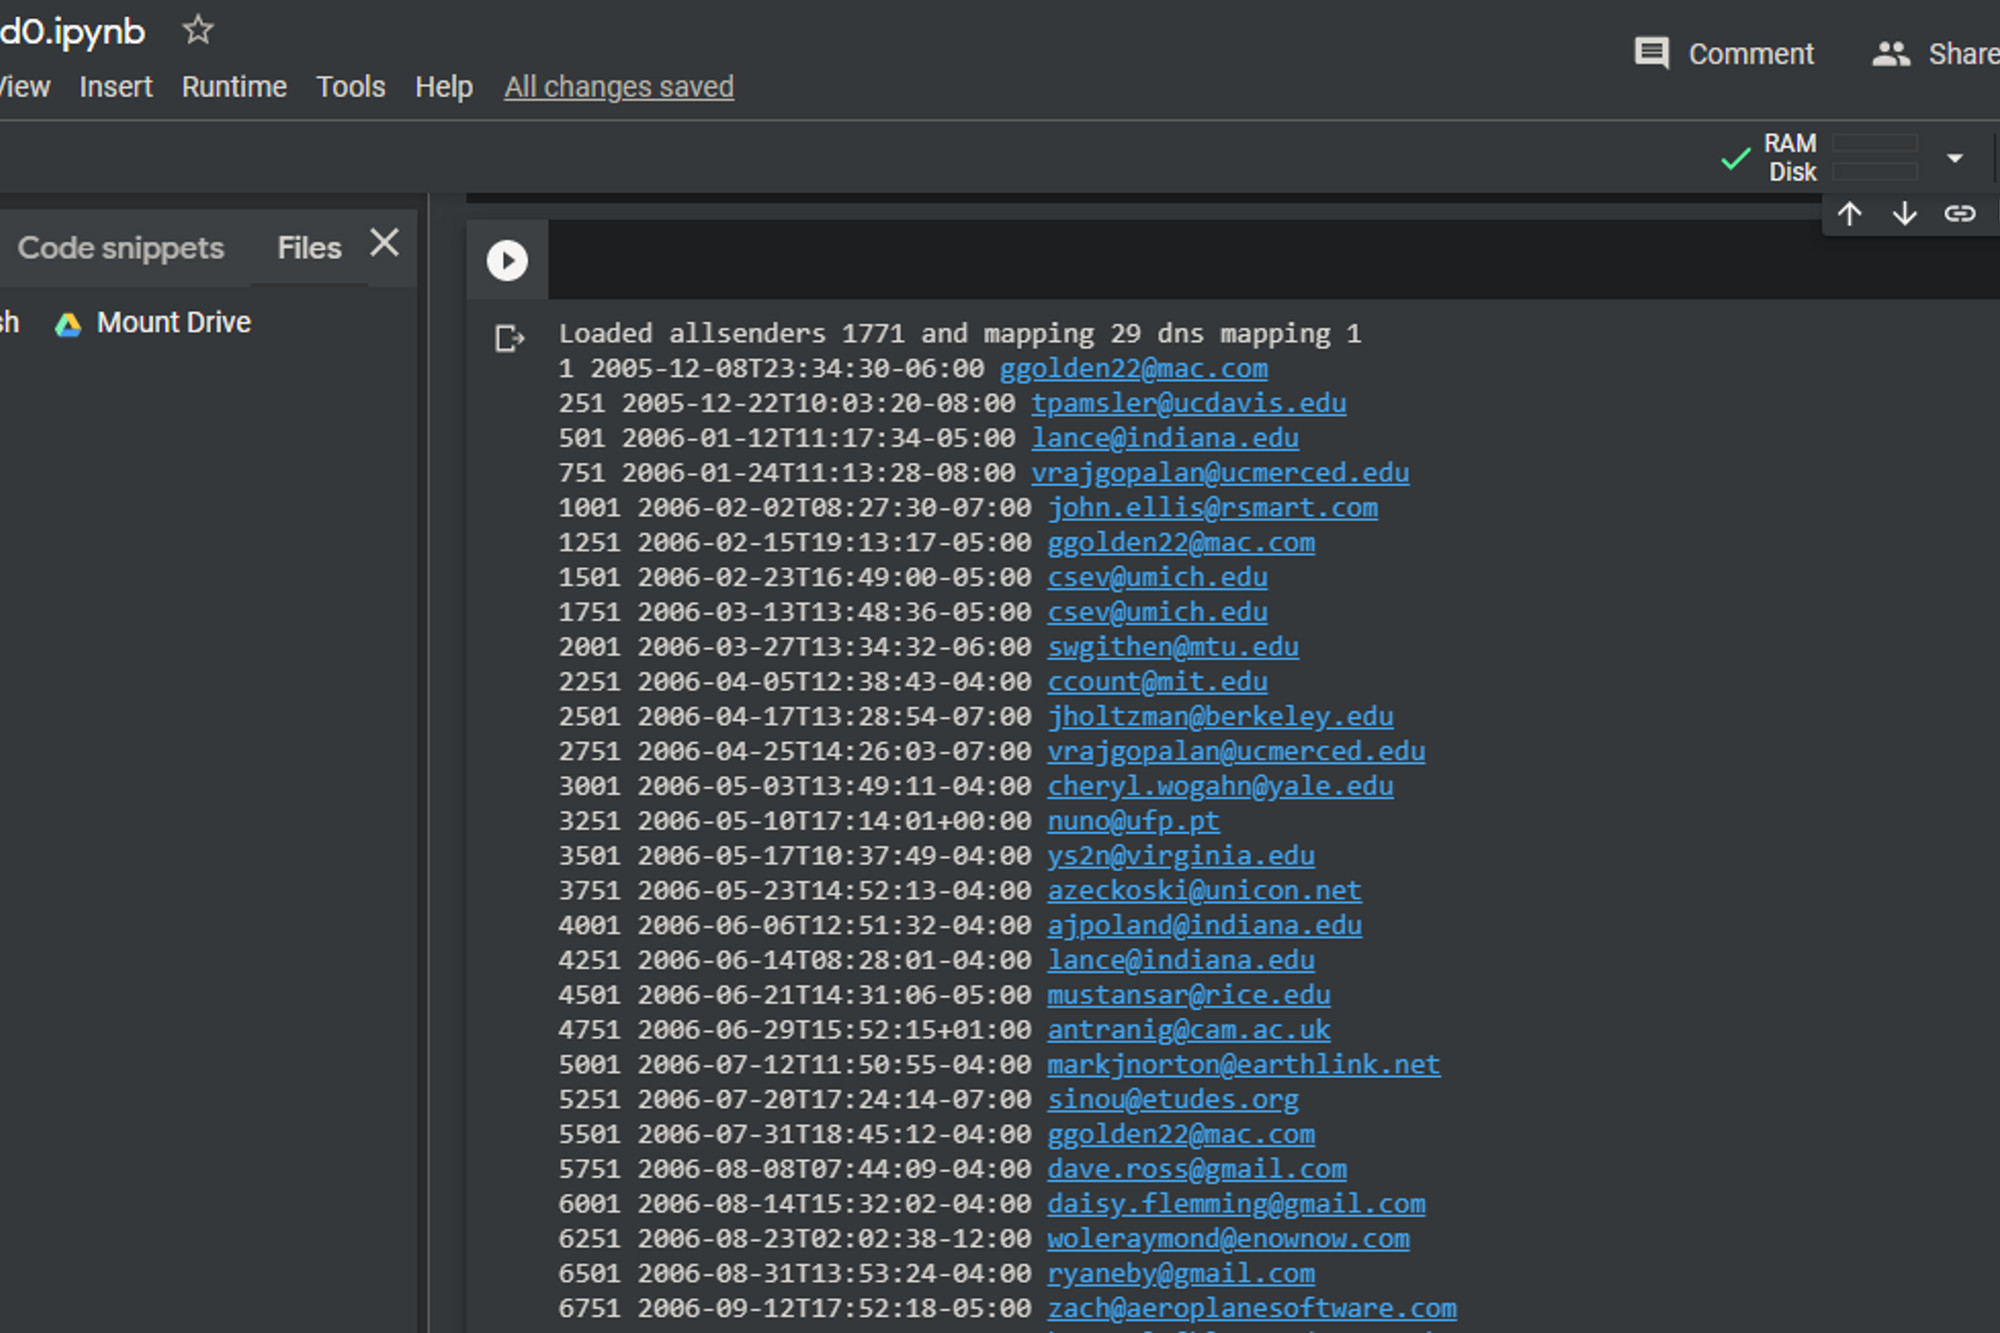 d0.ipynb
View Insert Runtime Tools Help All changes saved
Comment Share
RAM
Disk
Code snippets Files
sh Mount Drive
Loaded allsenders 1771 and mapping 29 dns mapping 1
1 2005-12-08T23:34:30-06:00 ggolden22@mac.com
251 2005-12-22T10:03:20-08:00 tpamsler@ucdavis.edu
501 2006-01-12T11:17:34-05:00 lance@indiana.edu
751 2006-01-24T11:13:28-08:00 vrajgopalan@ucmerced.edu
1001 2006-02-02T08:27:30-07:00 john.ellis@rsmart.com
1251 2006-02-15T19:13:17-05:00 ggolden22@mac.com
1501 2006-02-23T16:49:00-05:00 csev@umich.edu
1751 2006-03-13T13:48:36-05:00 csev@umich.edu
2001 2006-03-27T13:34:32-06:00 swgithen@mtu.edu
2251 2006-04-05T12:38:43-04:00 ccount@mit.edu
2501 2006-04-17T13:28:54-07:00 jholtzman@berkeley.edu
2751 2006-04-25T14:26:03-07:00 vrajgopalan@ucmerced.edu
3001 2006-05-03T13:49:11-04:00 cheryl.wogahn@yale.edu
3251 2006-05-10T17:14:01+00:00 nuno@ufp.pt
3501 2006-05-17T10:37:49-04:00 ys2n@virginia.edu
3751 2006-05-23T14:52:13-04:00 azeckoski@unicon.net
4001 2006-06-06T12:51:32-04:00 ajpoland@indiana.edu
4251 2006-06-14T08:28:01-04:00 lance@indiana.edu
4501 2006-06-21T14:31:06-05:00 mustansar@rice.edu
4751 2006-06-29T15:52:15+01:00 antranig@cam.ac.uk
5001 2006-07-12T11:50:55-04:00 markjnorton@earthlink.net
5251 2006-07-20T17:24:14-07:00 sinou@etudes.org
5501 2006-07-31T18:45:12-04:00 ggolden22@mac.com
5751 2006-08-08T07:44:09-04:00 dave.ross@gmail.com
6001 2006-08-14T15:32:02-04:00 daisy.flemming@gmail.com
6251 2006-08-23T02:02:38-12:00 woleraymond@enownow.com
6501 2006-08-31T13:53:24-04:00 ryaneby@gmail.com
6751 2006-09-12T17:52:18-05:00 zach@aeroplanesoftware.com